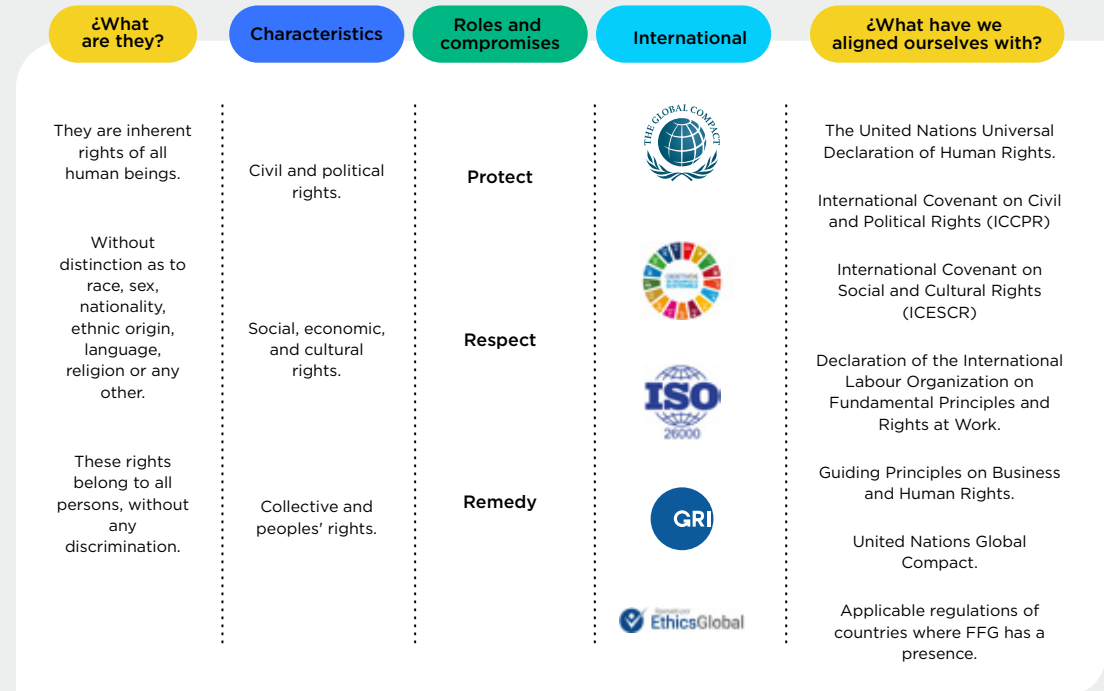 ¿What
are they?
Characteristics
Roles and
compromises
International
¿What have we
aligned ourselves with?
They are inherent
rights of all
human beings.
Without
distinction as to
race, sex,
nationality,
ethnic origin,
language,
religion or any
other.
These rights
belong to all
persons, without
any
discrimination.
Civil and political
rights.
Social, economic,
and cultural
rights.
Collective and
peoples' rights.
Protect
Respect
Remedy
THE GLOBAL COMPACT
ISO
26000
GRI
EthicsGlobal
The United Nations Universal
Declaration of Human Rights.
International Covenant on Civil
and Political Rights (ICCPR)
International Covenant on
Social and Cultural Rights
(ICESCR)
Declaration of the International
Labour Organization on
Fundamental Principles and
Rights at Work.
Guiding Principles on Business
and Human Rights.
United Nations Global
Compact.
Applicable regulations of
countries where FFG has a
presence.